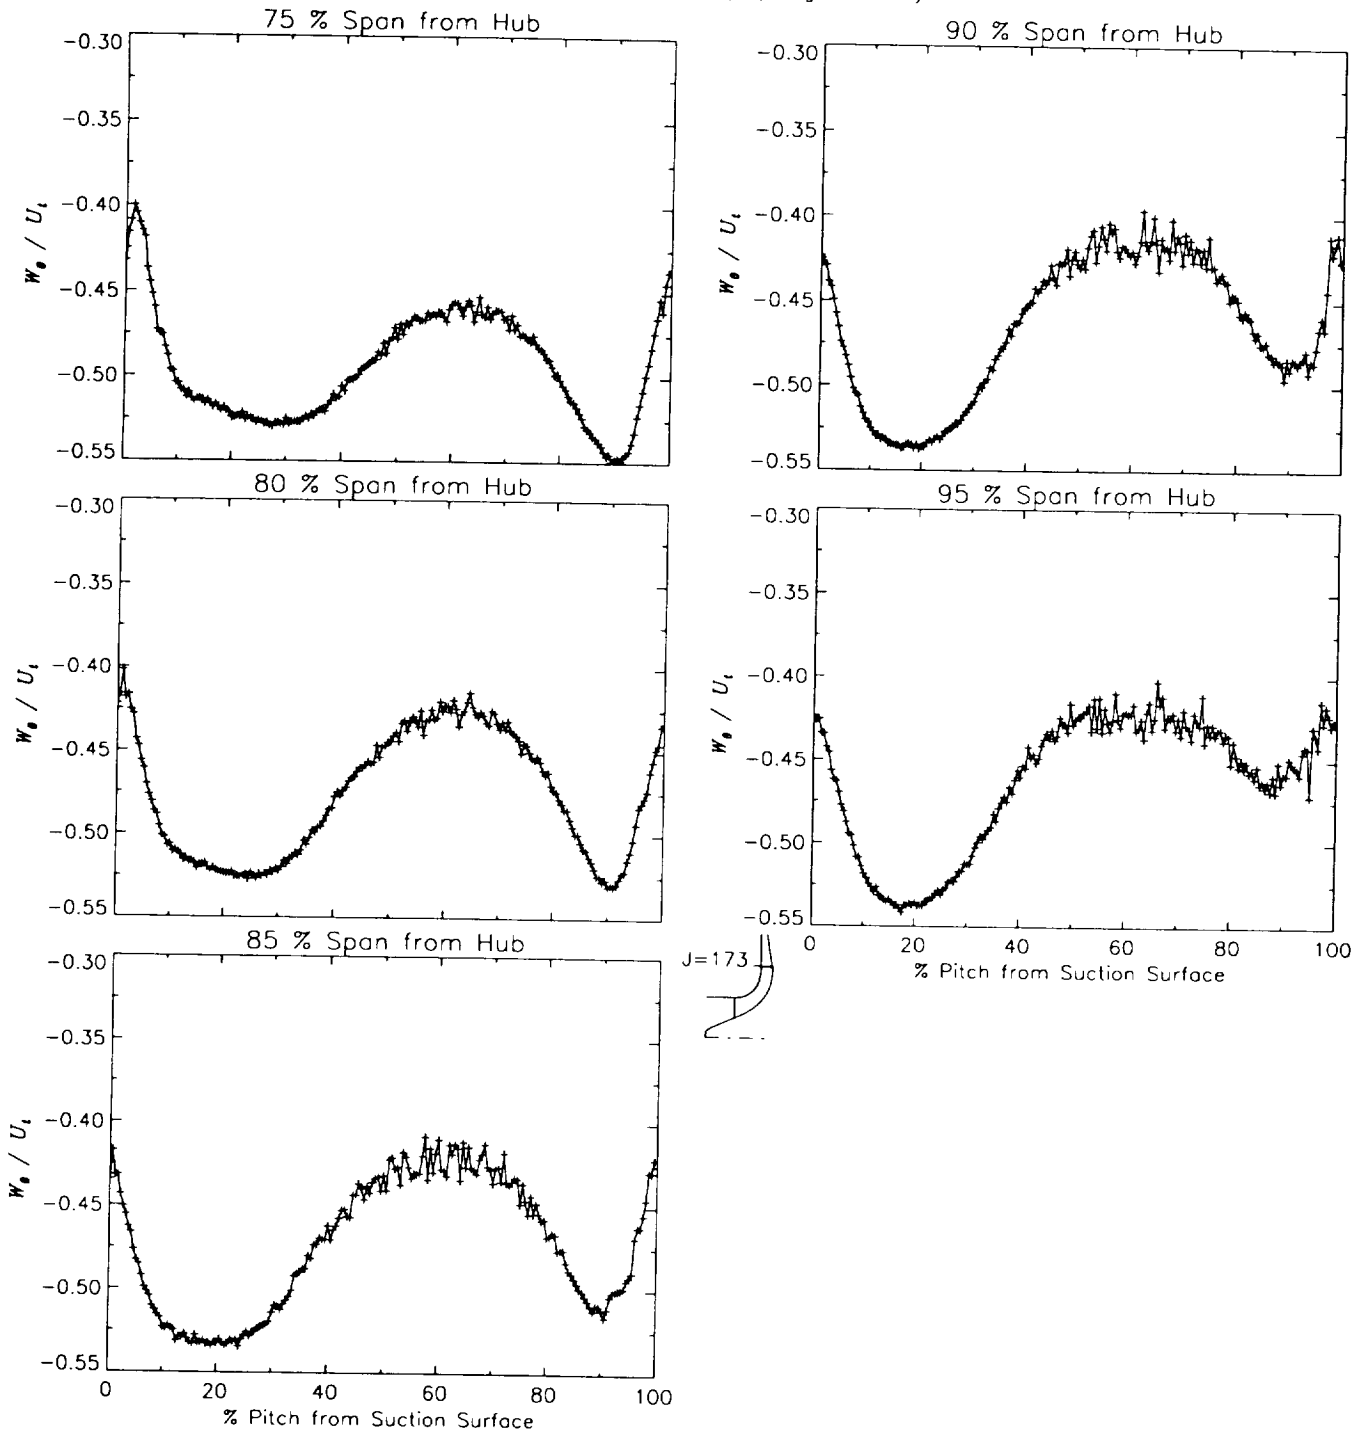 75 % Span from Hub
-0.30
-0.35
-0.40
-0.45
-0.50
-0.55
W_θ / U_t
80 % Span from Hub
-0.30
-0.35
-0.40
-0.45
-0.50
-0.55
W_θ / U_t
85 % Span from Hub
-0.30
-0.35
-0.40
-0.45
-0.50
-0.55
W_θ / U_t
0 20 40 60 80 100
% Pitch from Suction Surface
90 % Span from Hub
-0.30
-0.35
-0.40
-0.45
-0.50
-0.55
W_θ / U_t
95 % Span from Hub
-0.30
-0.35
-0.40
-0.45
-0.50
-0.55
W_θ / U_t
0 20 40 60 80 100
% Pitch from Suction Surface
J=173